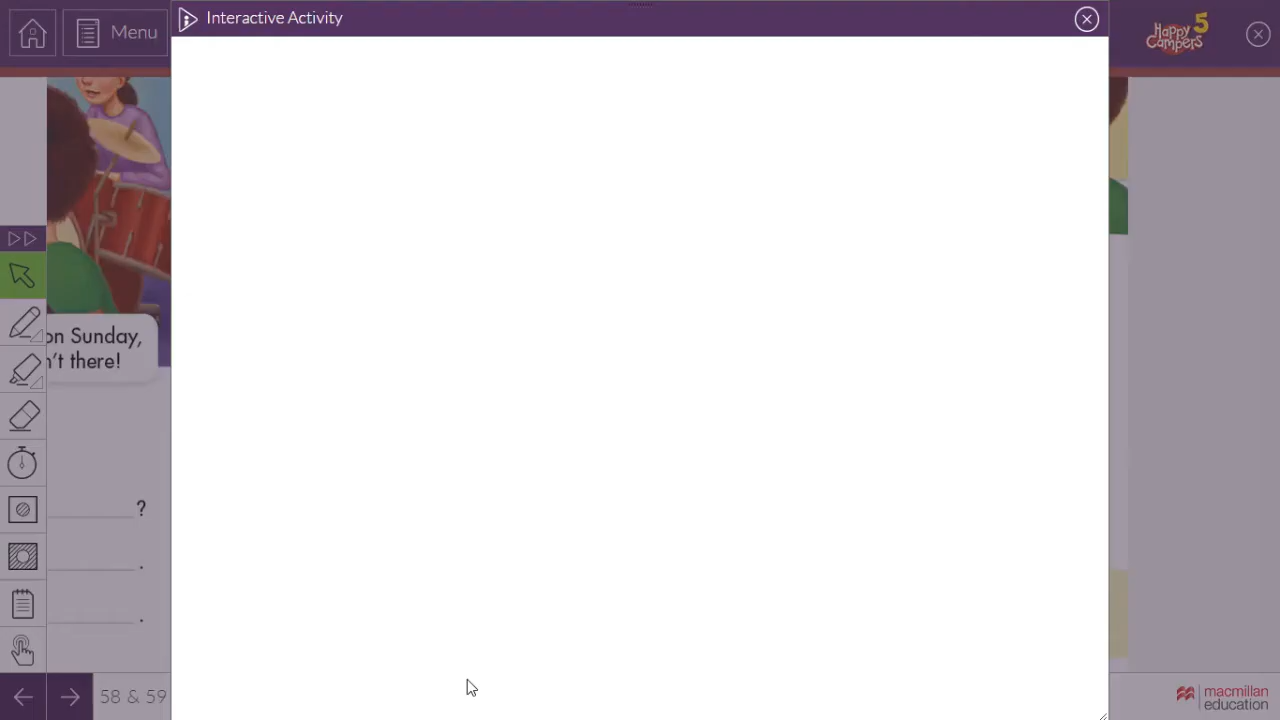 Interactive Activity
Menu
Happy Campers 5
on Sunday,
n't there!
?
.
.
58 & 59
macmillan
education